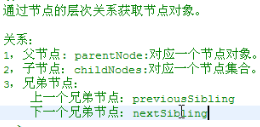 通过节点的层次关系获取节点对象。
关系：
1，父节点：parentNode:对应一个节点对象。
2，子节点：childNodes:对应一个节点集合。
3，兄弟节点：
上一个兄弟节点：previousSibling
下一个兄弟节点：nextSibling